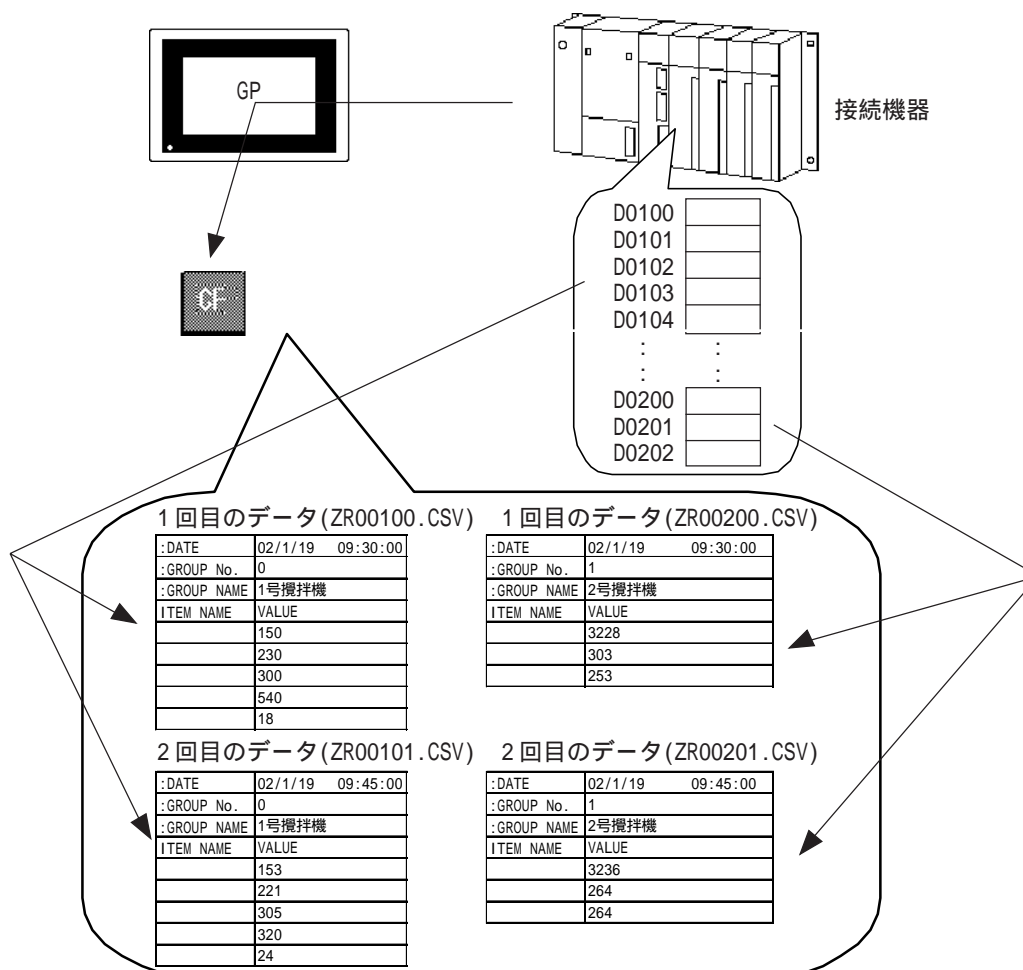 GP
接続機器
CF
D0100
D0101
D0102
D0103
D0104
: :
: :
D0200
D0201
D0202
1回目のデータ(ZR00100.CSV)
:DATE 02/1/19 09:30:00
:GROUP No. 0
:GROUP NAME 1号攪拌機
ITEM NAME VALUE
150
230
300
540
18
1回目のデータ(ZR00200.CSV)
:DATE 02/1/19 09:30:00
:GROUP No. 1
:GROUP NAME 2号攪拌機
ITEM NAME VALUE
3228
303
253
2回目のデータ(ZR00101.CSV)
:DATE 02/1/19 09:45:00
:GROUP No. 0
:GROUP NAME 1号攪拌機
ITEM NAME VALUE
153
221
305
320
24
2回目のデータ(ZR00201.CSV)
:DATE 02/1/19 09:45:00
:GROUP No. 1
:GROUP NAME 2号攪拌機
ITEM NAME VALUE
3236
264
264